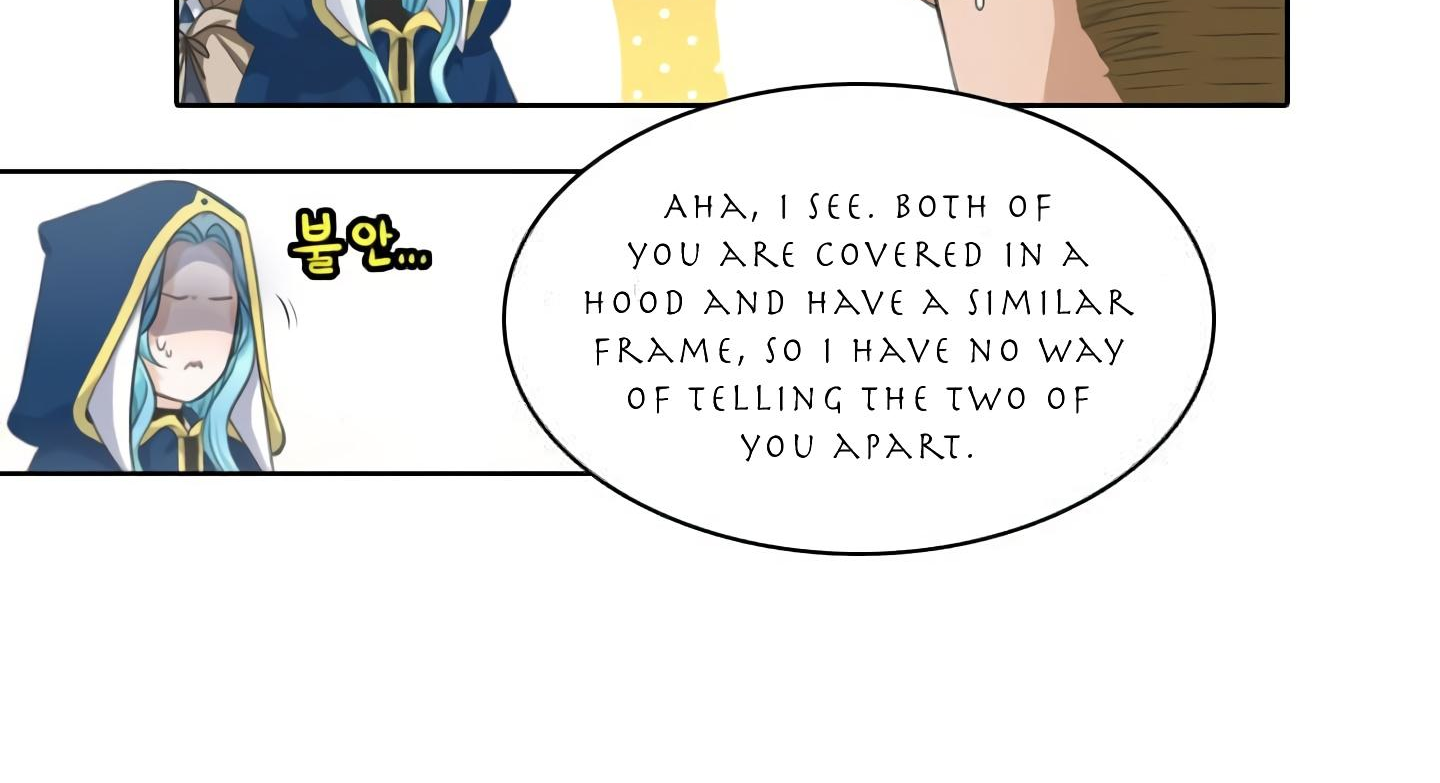 불안...
AHA, I SEE. BOTH OF
YOU ARE COVERED IN A
HOOD AND HAVE A SIMILAR
FRAME, SO I HAVE NO WAY
OF TELLING THE TWO OF
YOU APART.